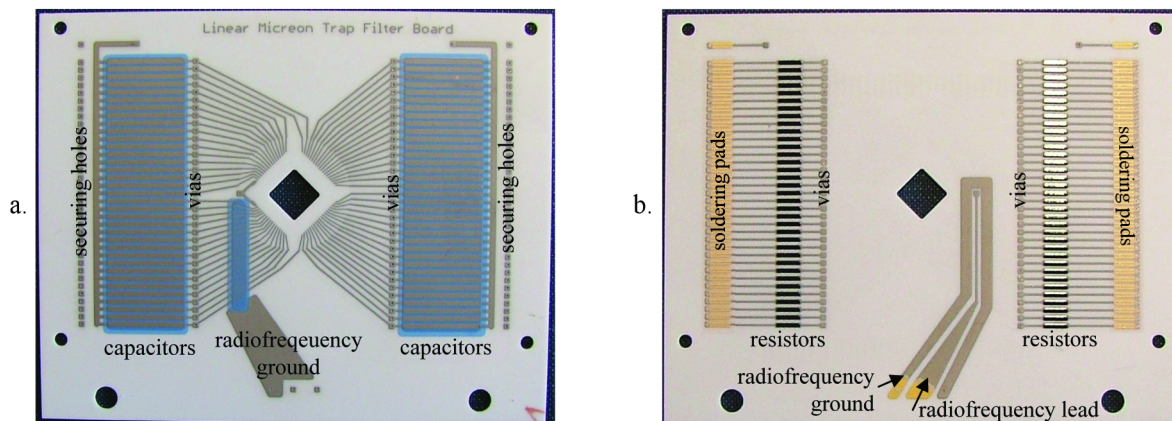 a.
Linear Micreon Trap Filter Board
securing holes
vias
vias
securing holes
capacitors
radiofreqeuency
ground
capacitors
b.
soldering pads
vias
vias
soldering pads
resistors
resistors
radiofrequency
ground
radiofrequency lead